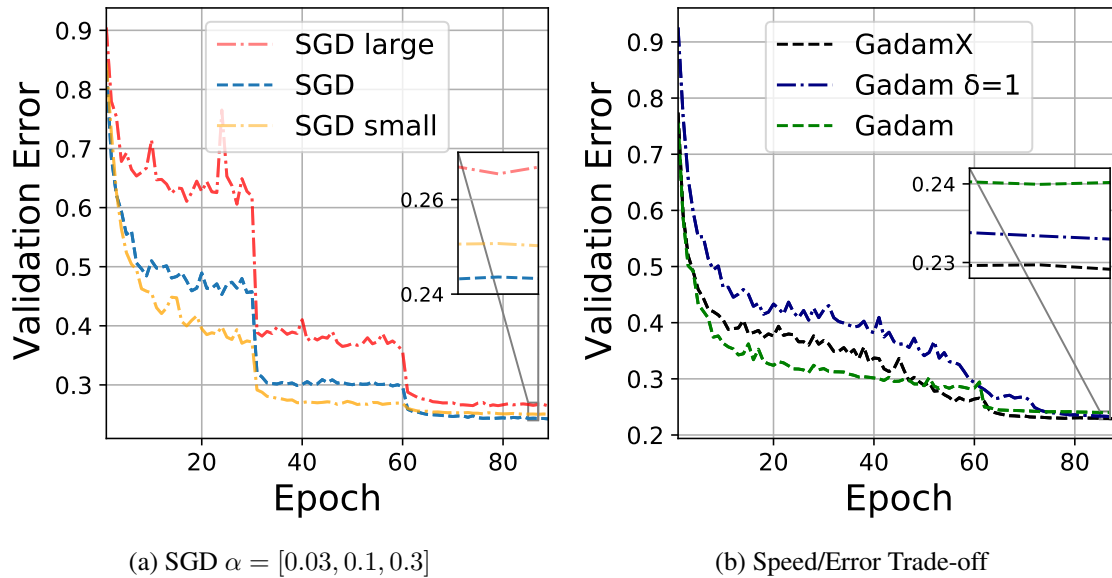 SGD large
SGD
SGD small
Validation Error
0.9
0.8
0.7
0.6
0.5
0.4
0.3
0.26
0.24
20
40
60
80
Epoch
(a) SGD α = [0.03, 0.1, 0.3]
GadamX
Gadam δ=1
Gadam
Validation Error
0.9
0.8
0.7
0.6
0.5
0.4
0.3
0.2
0.24
0.23
20
40
60
80
Epoch
(b) Speed/Error Trade-off